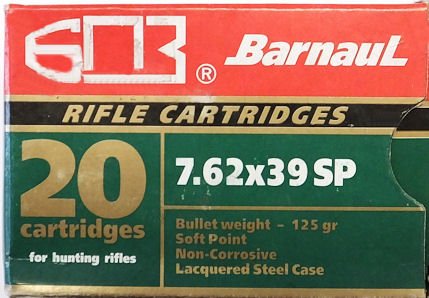 БПЗ ® BarnauL
RIFLE CARTRIDGES
20
cartridges
for hunting rifles
7.62x39 SP
Bullet weight - 125 gr
Soft Point
Non-Corrosive
Lacquered Steel Case